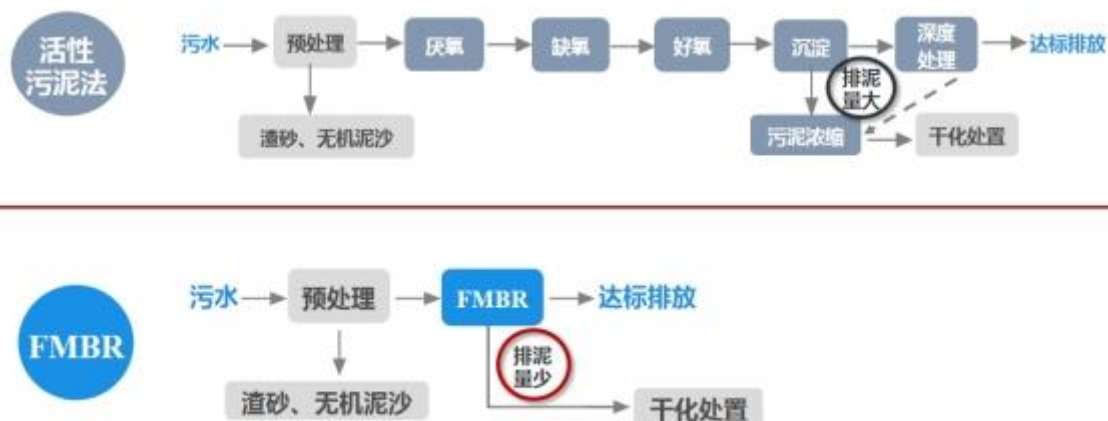 活性
污泥法
污水
预处理
厌氧
缺氧
好氧
沉淀
深度
处理
达标排放
排泥
量大
渣砂、无机泥沙
污泥浓缩
干化处置
FMBR
污水
预处理
FMBR
达标排放
排泥
量少
渣砂、无机泥沙
干化处置